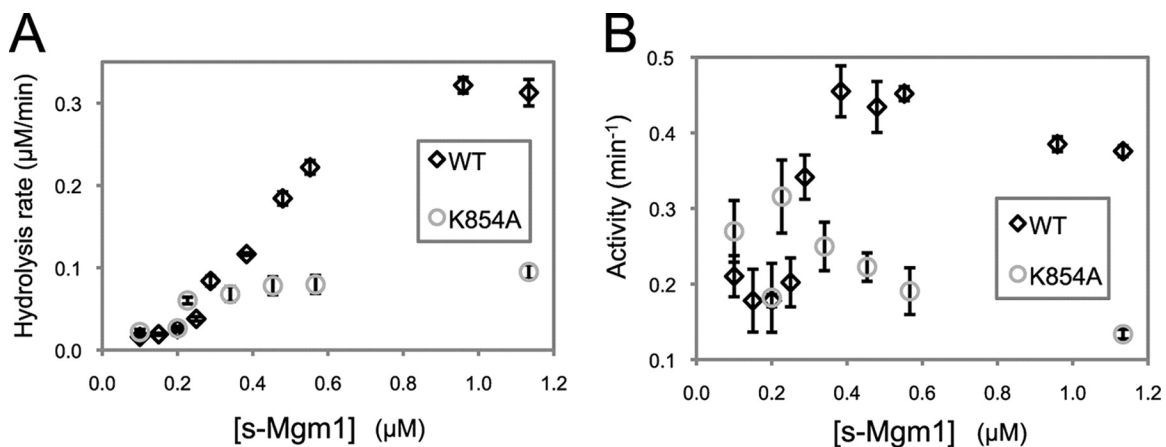 A
Hydrolysis rate (μM/min)
0.3
0.2
0.1
0.0
WT
K854A
0.0 0.2 0.4 0.6 0.8 1.0 1.2
[s-Mgm1] (μM)
B
Activity (min⁻¹)
0.5
0.4
0.3
0.2
0.1
WT
K854A
0.0 0.2 0.4 0.6 0.8 1.0 1.2
[s-Mgm1] (μM)